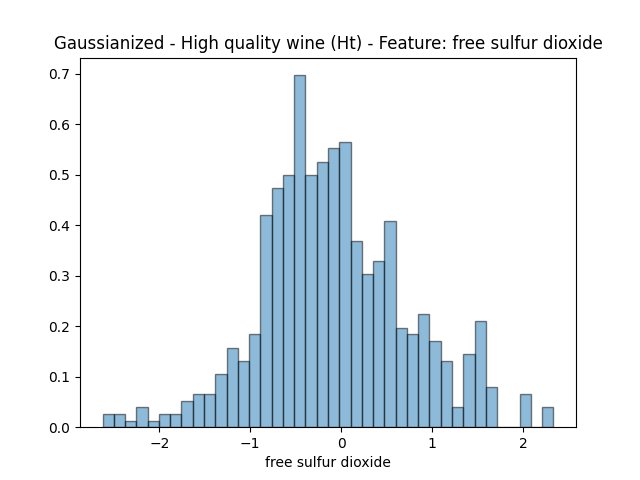 Gaussianized - High quality wine (Ht) - Feature: free sulfur dioxide
0.7
0.6
0.5
0.4
0.3
0.2
0.1
0.0
−2 −1 0 1 2
free sulfur dioxide